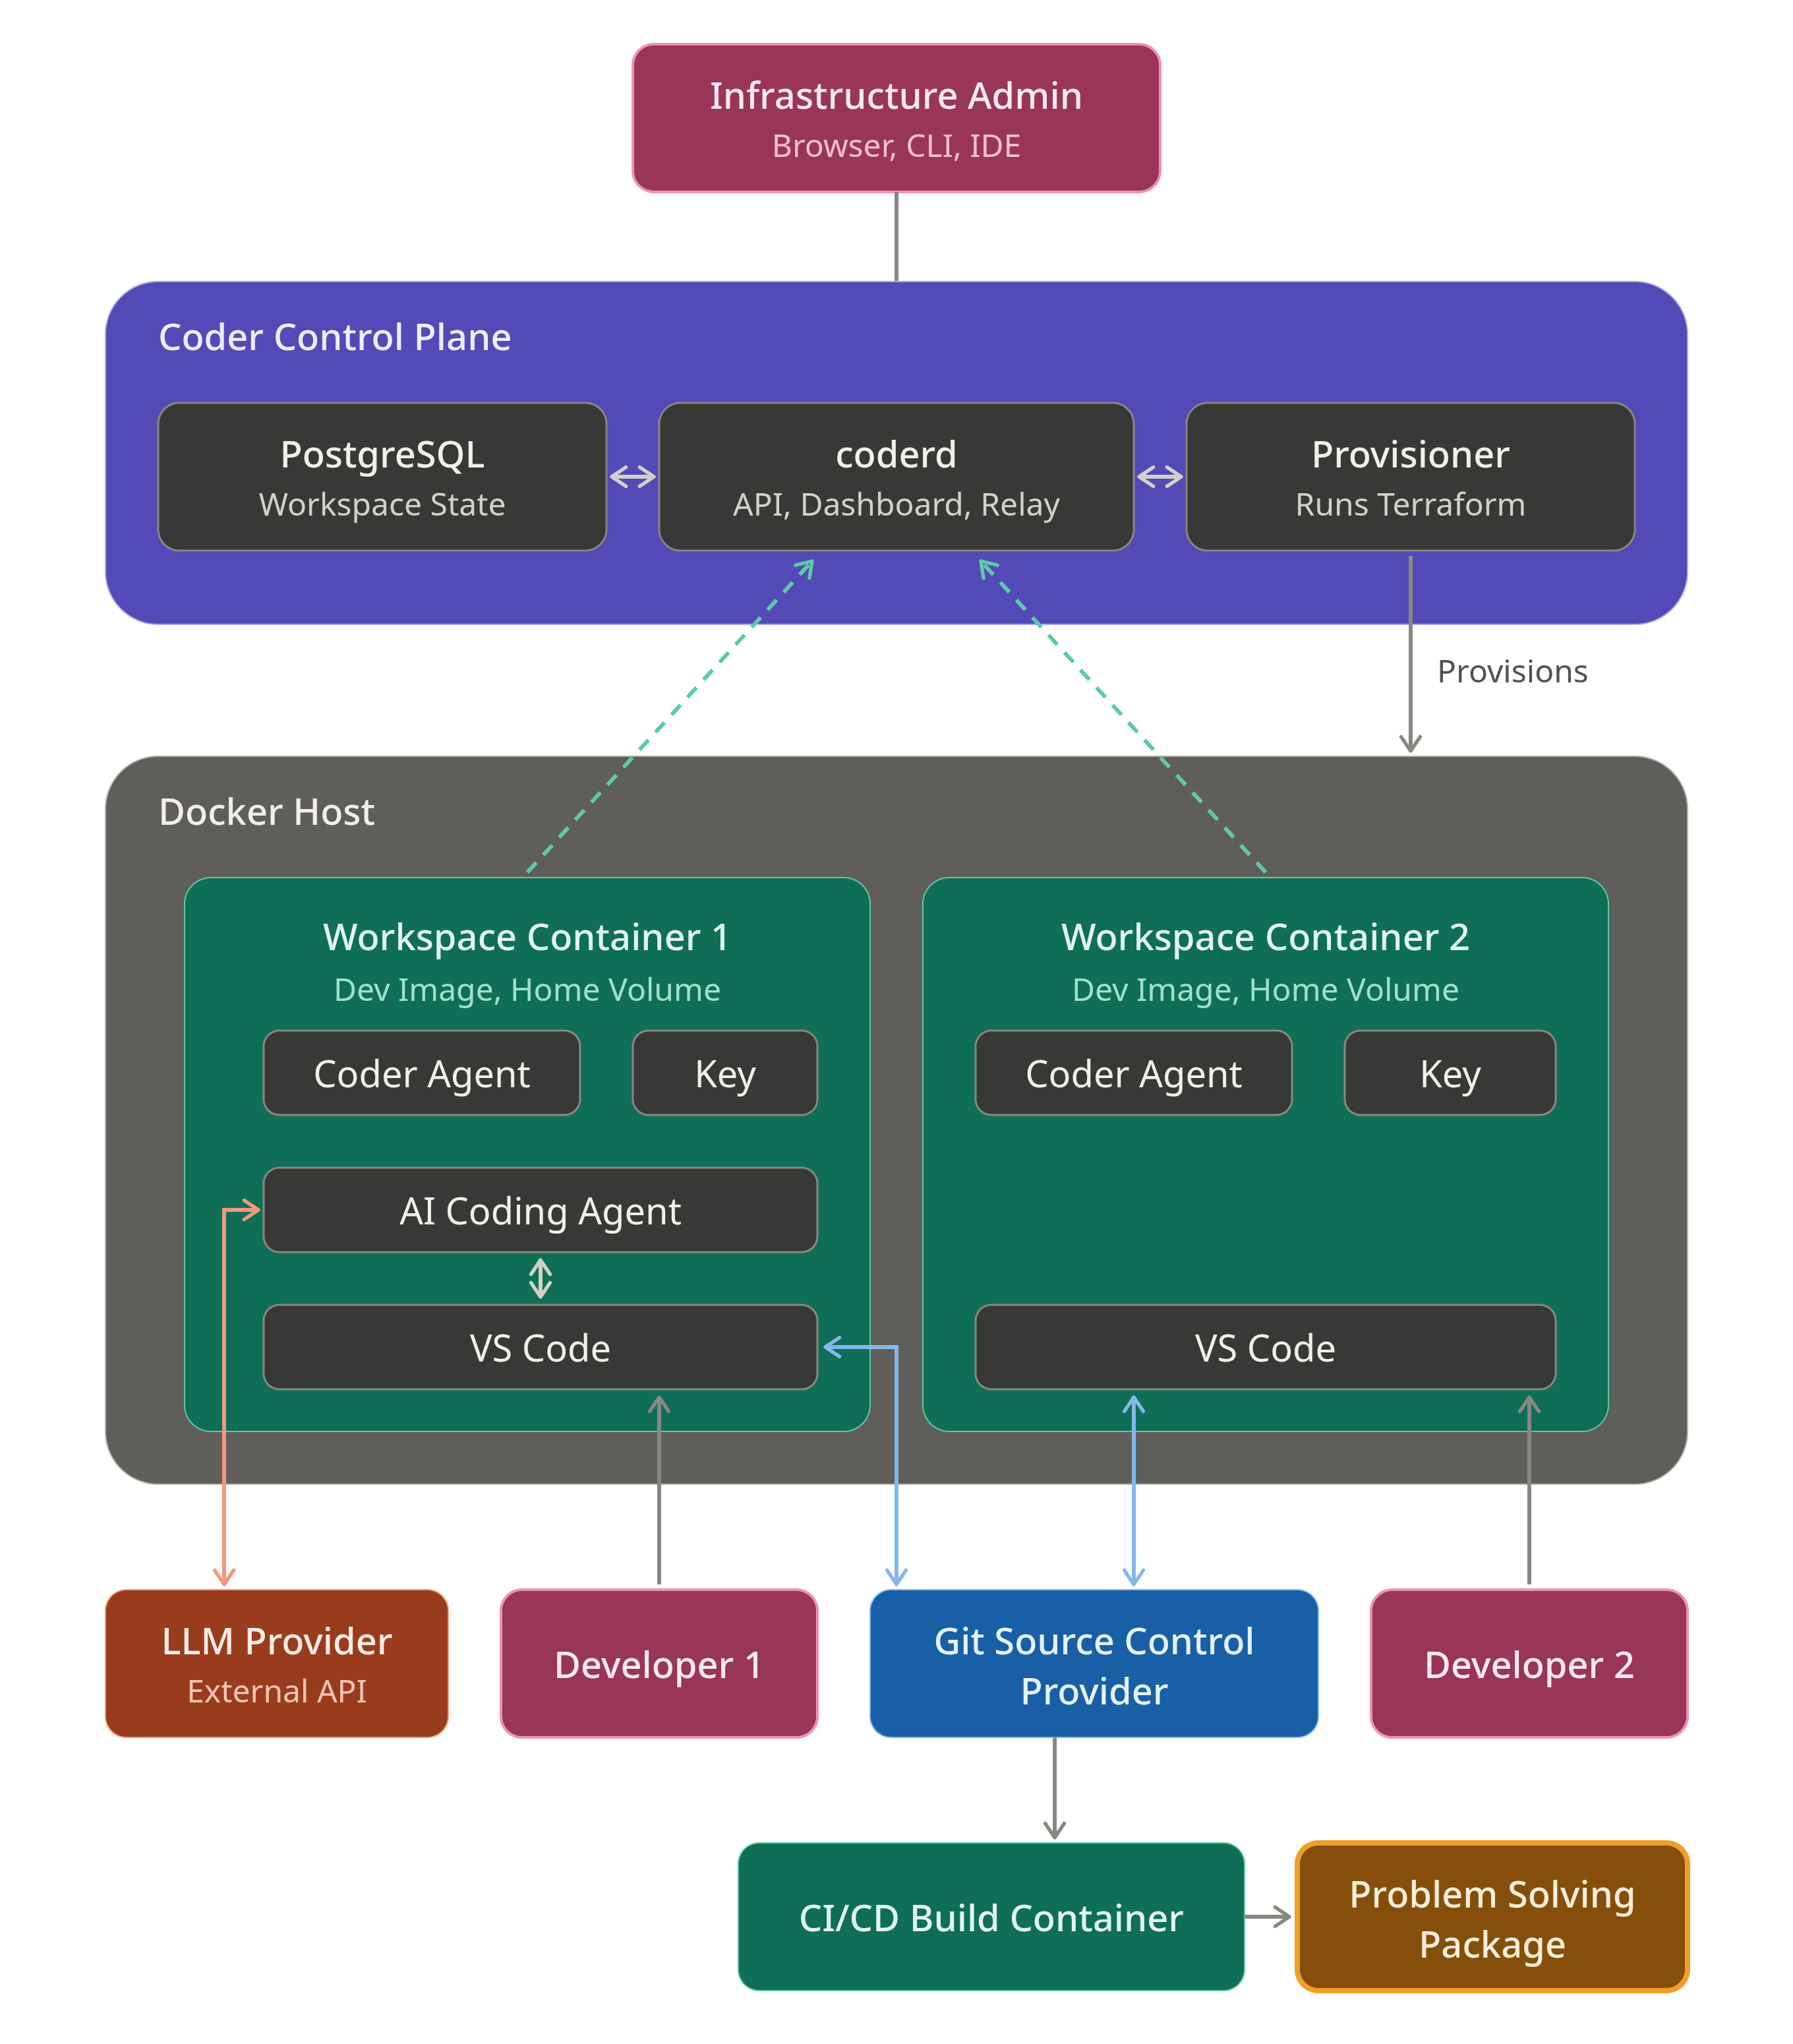 Infrastructure Admin
Browser, CLI, IDE
Coder Control Plane
PostgreSQL
Workspace State
coderd
API, Dashboard, Relay
Provisioner
Runs Terraform
Provisions
Docker Host
Workspace Container 1
Dev Image, Home Volume
Coder Agent
Key
AI Coding Agent
VS Code
Workspace Container 2
Dev Image, Home Volume
Coder Agent
Key
VS Code
LLM Provider
External API
Developer 1
Git Source Control
Provider
Developer 2
CI/CD Build Container
Problem Solving
Package